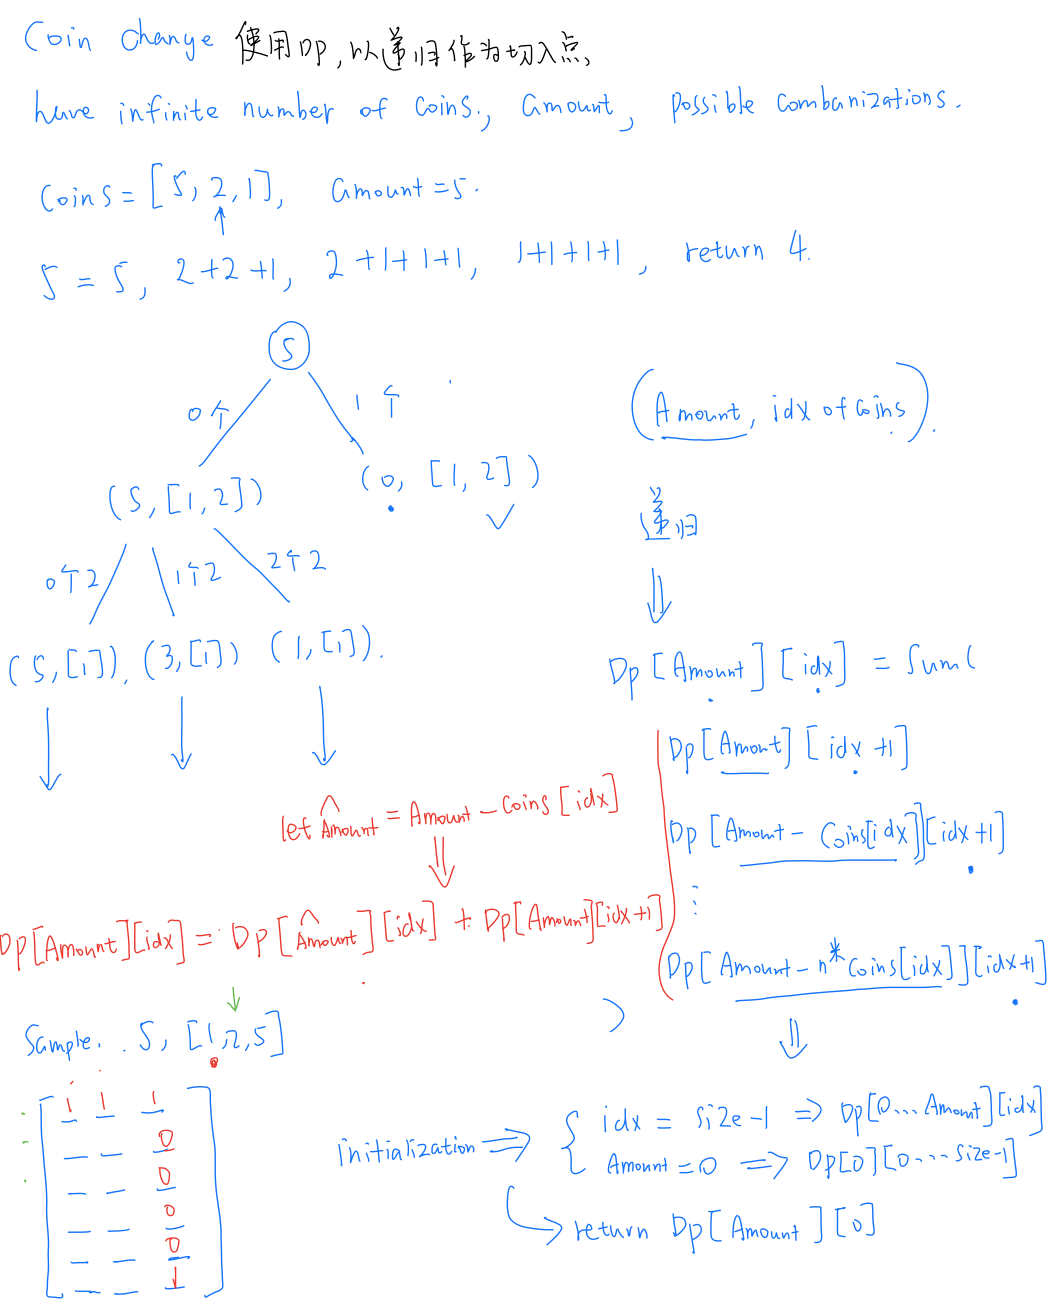 Coin change 使用DP,以递归作为切入点,
have infinite number of coins., amount, possible combanizations.
Coins = [5, 2, 1], amount = 5.
↑
5 = 5, 2+2+1, 2+1+1+1, 1+1+1+1, return 4.
5
0个 1个
(Amount, idx of coins).
(5, [1, 2]) (0, [1, 2])
递归
0个2 1个2 2个2
(5, [1]), (3, [1]) (1, [1]).
Dp[Amount][idx] = Sum(
Dp[Amont][idx+1]
let Âmount = Amount - Coins[idx]
Dp[Amount - Coins[idx]][idx+1]
⋮
Dp[Amount][idx] = Dp[Âmount][idx] + Dp[Amount][idx+1]
Dp[Amount - n*Coins[idx]][idx+1]
)
Sample. . 5, [1,2,5]
1 1 1
_ _ 0
_ _ 0
_ _ 0
_ _ 0
_ _ 1
initialization ⇒ { idx = size-1 ⇒ Dp[0...Amount][idx]
Amount = 0 ⇒ Dp[0][0....size-1]
→ return Dp[Amount][0]